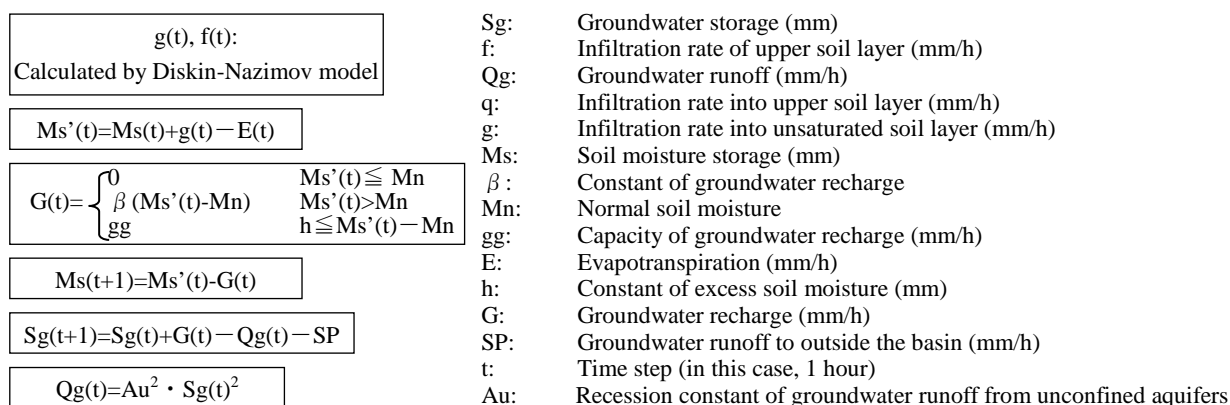 g(t), f(t):
Calculated by Diskin-Nazimov model
Ms’(t)=Ms(t)+g(t)－E(t)
G(t)=
0 Ms’(t)≦ Mn
β (Ms’(t)-Mn) Ms’(t)>Mn
gg h≦Ms’(t)－Mn
Ms(t+1)=Ms’(t)-G(t)
Sg(t+1)=Sg(t)+G(t)－Qg(t)－SP
Qg(t)=Au²・Sg(t)²
Sg: Groundwater storage (mm)
f: Infiltration rate of upper soil layer (mm/h)
Qg: Groundwater runoff (mm/h)
q: Infiltration rate into upper soil layer (mm/h)
g: Infiltration rate into unsaturated soil layer (mm/h)
Ms: Soil moisture storage (mm)
β: Constant of groundwater recharge
Mn: Normal soil moisture
gg: Capacity of groundwater recharge (mm/h)
E: Evapotranspiration (mm/h)
h: Constant of excess soil moisture (mm)
G: Groundwater recharge (mm/h)
SP: Groundwater runoff to outside the basin (mm/h)
t: Time step (in this case, 1 hour)
Au: Recession constant of groundwater runoff from unconfined aquifers